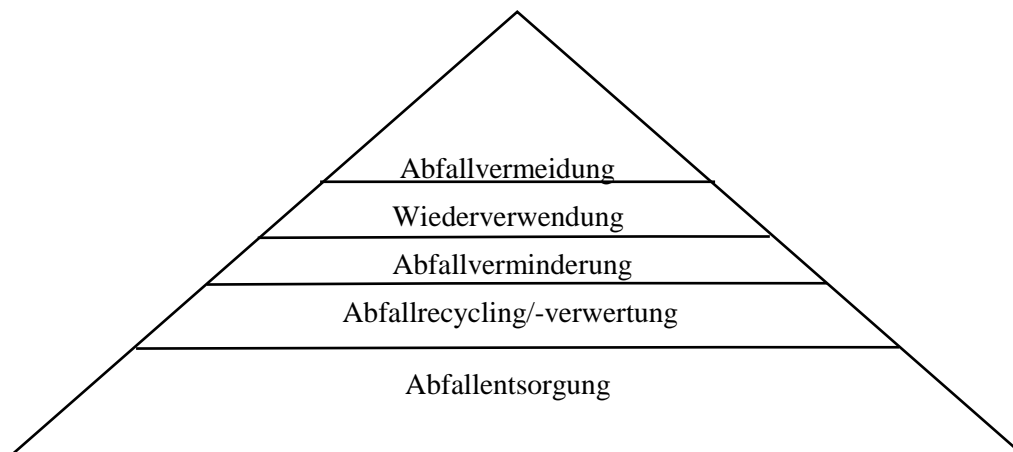 Abfallvermeidung
Wiederverwendung
Abfallverminderung
Abfallrecycling/-verwertung
Abfallentsorgung